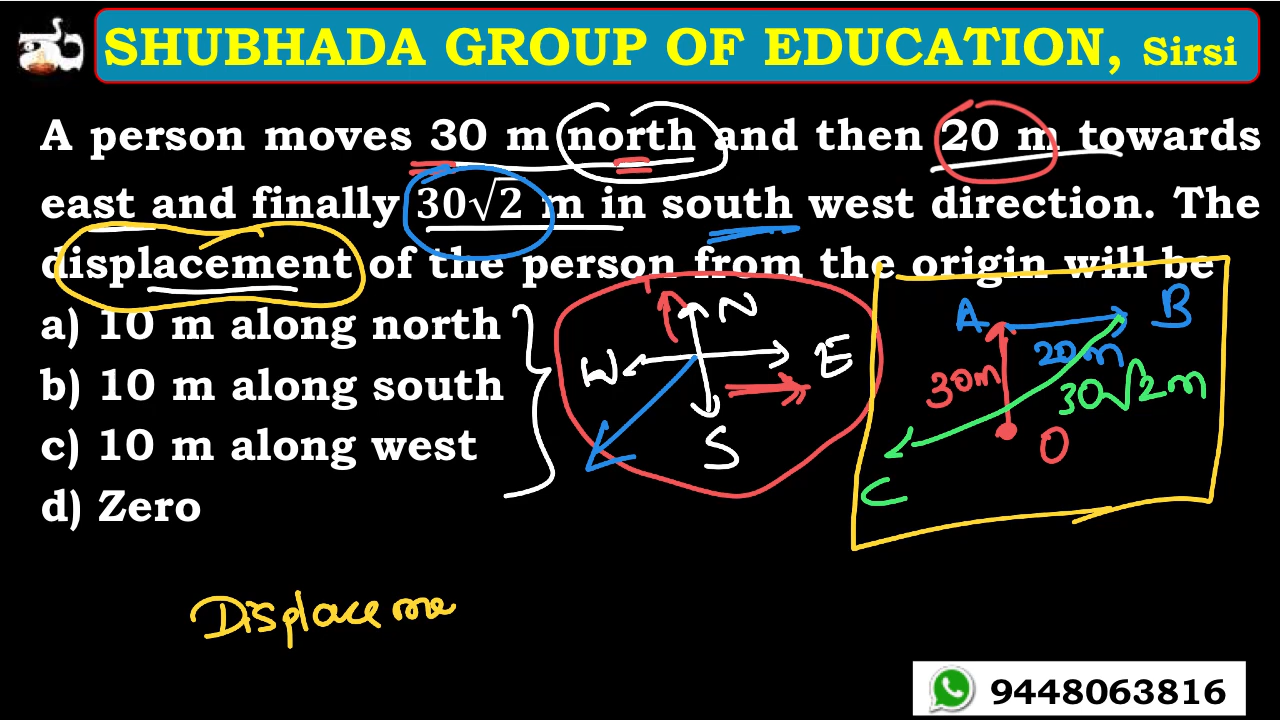 SHUBHADA GROUP OF EDUCATION, Sirsi
A person moves 30 m north and then 20 m towards
east and finally 30√2 m in south west direction. The
displacement of the person from the origin will be
a) 10 m along north
b) 10 m along south
c) 10 m along west
d) Zero
N
W E
S
A B
20m
30m
30√2 m
O
C
Displaceme
9448063816